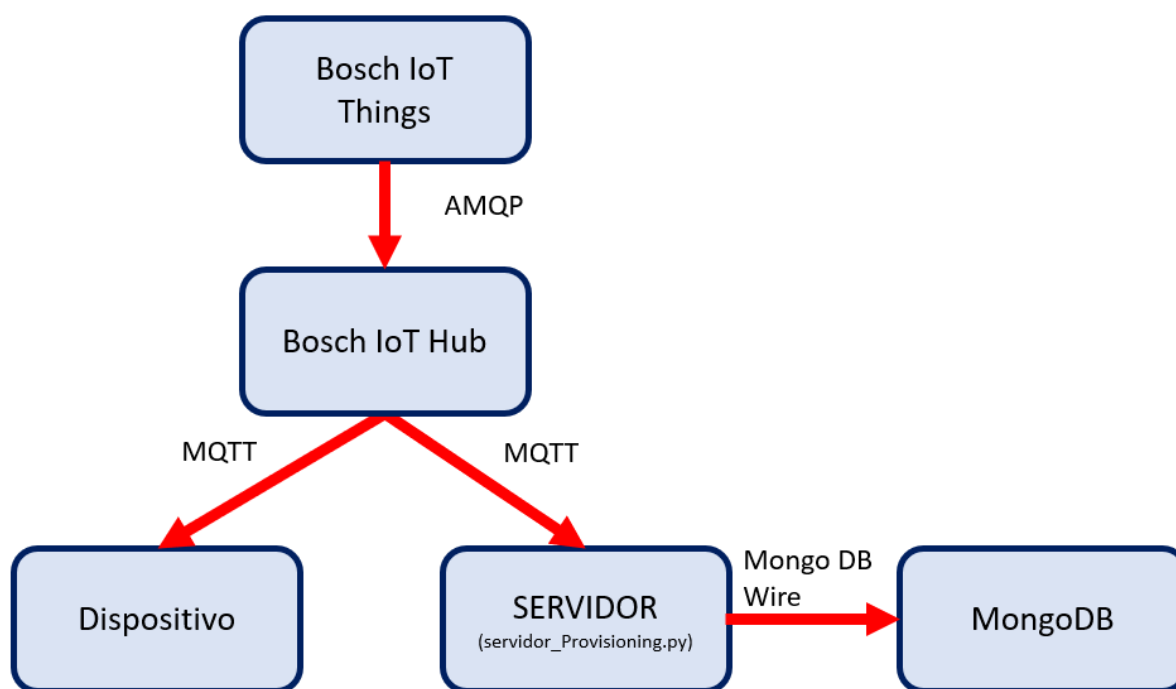 Bosch IoT
Things
AMQP
Bosch IoT Hub
MQTT
MQTT
Dispositivo
SERVIDOR
(servidor_Provisioning.py)
Mongo DB
Wire
MongoDB